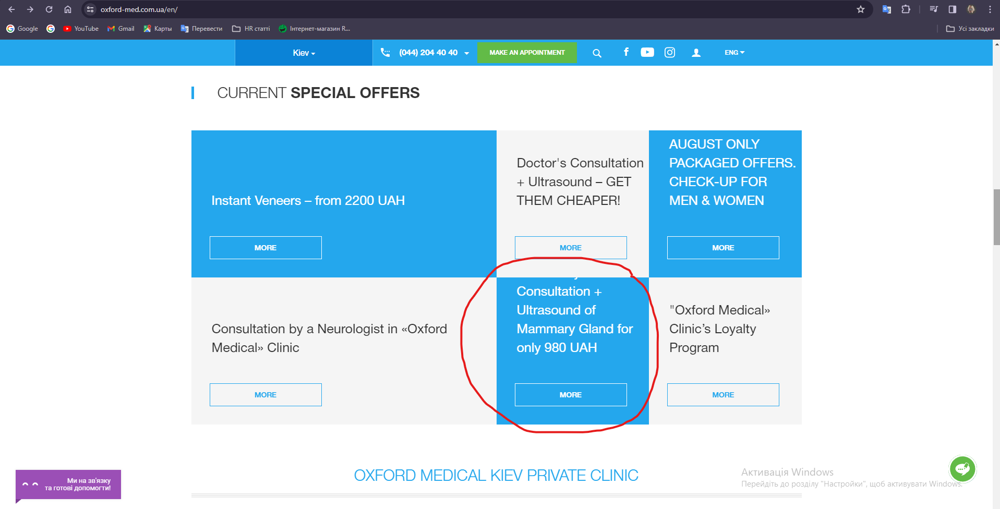 oxford-med.com.ua/en/
Google
YouTube
Gmail
Карты
Перевести
HR статті
Інтернет-магазин R...
Усі закладки
Kiev
(044) 204 40 40
MAKE AN APPOINTMENT
ENG
CURRENT SPECIAL OFFERS
Instant Veneers – from 2200 UAH
MORE
Doctor's Consultation
+ Ultrasound – GET
THEM CHEAPER!
MORE
AUGUST ONLY
PACKAGED OFFERS.
CHECK-UP FOR
MEN & WOMEN
MORE
Consultation by a Neurologist in «Oxford
Medical» Clinic
MORE
Consultation +
Ultrasound of
Mammary Gland for
only 980 UAH
MORE
"Oxford Medical»
Clinic’s Loyalty
Program
MORE
OXFORD MEDICAL KIEV PRIVATE CLINIC
Ми на зв'язку
та готові допомогти!
Активація Windows
Перейдіть до розділу "Настройки", щоб активувати Windows.